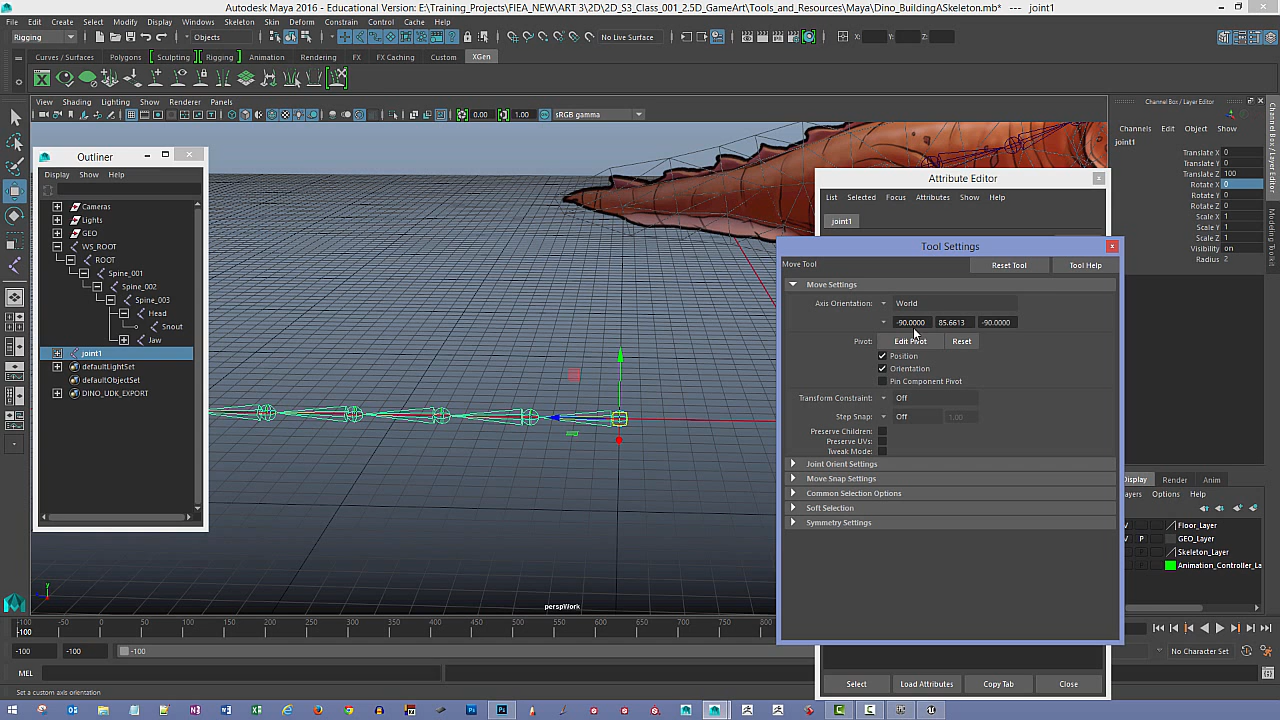 Autodesk Maya 2016 - Educational Version: E:\Training_Projects\FIEA_NEW\ART 3\2D\2D_S3_Class_001_2.5D_GameArt\Tools_and_Resources\Maya\Dino_BuildingASkeleton.mb*   ---   joint1
File Edit Create Select Modify Display Windows Skeleton Skin Deform Constrain Control Cache Help
Rigging Objects No Live Surface X: Y: Z:
Curves / Surfaces Polygons Sculpting Rigging Animation Rendering FX FX Caching Custom XGen
View Shading Lighting Show Renderer Panels
0.00 1.00 sRGB gamma
Channel Box / Layer Editor
Channels Edit Object Show
joint1
Translate X 0
Translate Y 0
Translate Z 100
Rotate X 0
Rotate Y 0
Rotate Z 0
Scale X 1
Scale Y 1
Scale Z 1
Visibility on
Radius 2
Channel Box / Layer Editor
Modeling Toolkit
Outliner
Display Show Help
Cameras
Lights
GEO
WS_ROOT
ROOT
Spine_001
Spine_002
Spine_003
Head
Snout
Jaw
joint1
defaultLightSet
defaultObjectSet
DINO_UDK_EXPORT
Attribute Editor
List Selected Focus Attributes Show Help
joint1
Tool Settings
Move Tool Reset Tool Tool Help
Move Settings
Axis Orientation: World
-90.0000 85.6613 -90.0000
Pivot: Edit Pivot Reset
Position
Orientation
Pin Component Pivot
Transform Constraint: Off
Step Snap: Off 1.00
Preserve Children:
Preserve UVs:
Tweak Mode:
Joint Orient Settings
Move Snap Settings
Common Selection Options
Soft Selection
Symmetry Settings
Display Render Anim
ayers Options Help
V Floor_Layer
V P GEO_Layer
Skeleton_Layer
Animation_Controller_La
y
perspWork
-100 -50 0 50 100 150 200 250 300 350 400 450 500 550 600 650 700 750 800
-100
-100 -100 -100 No Character Set
MEL
Select Load Attributes Copy Tab Close
Set a custom axis orientation